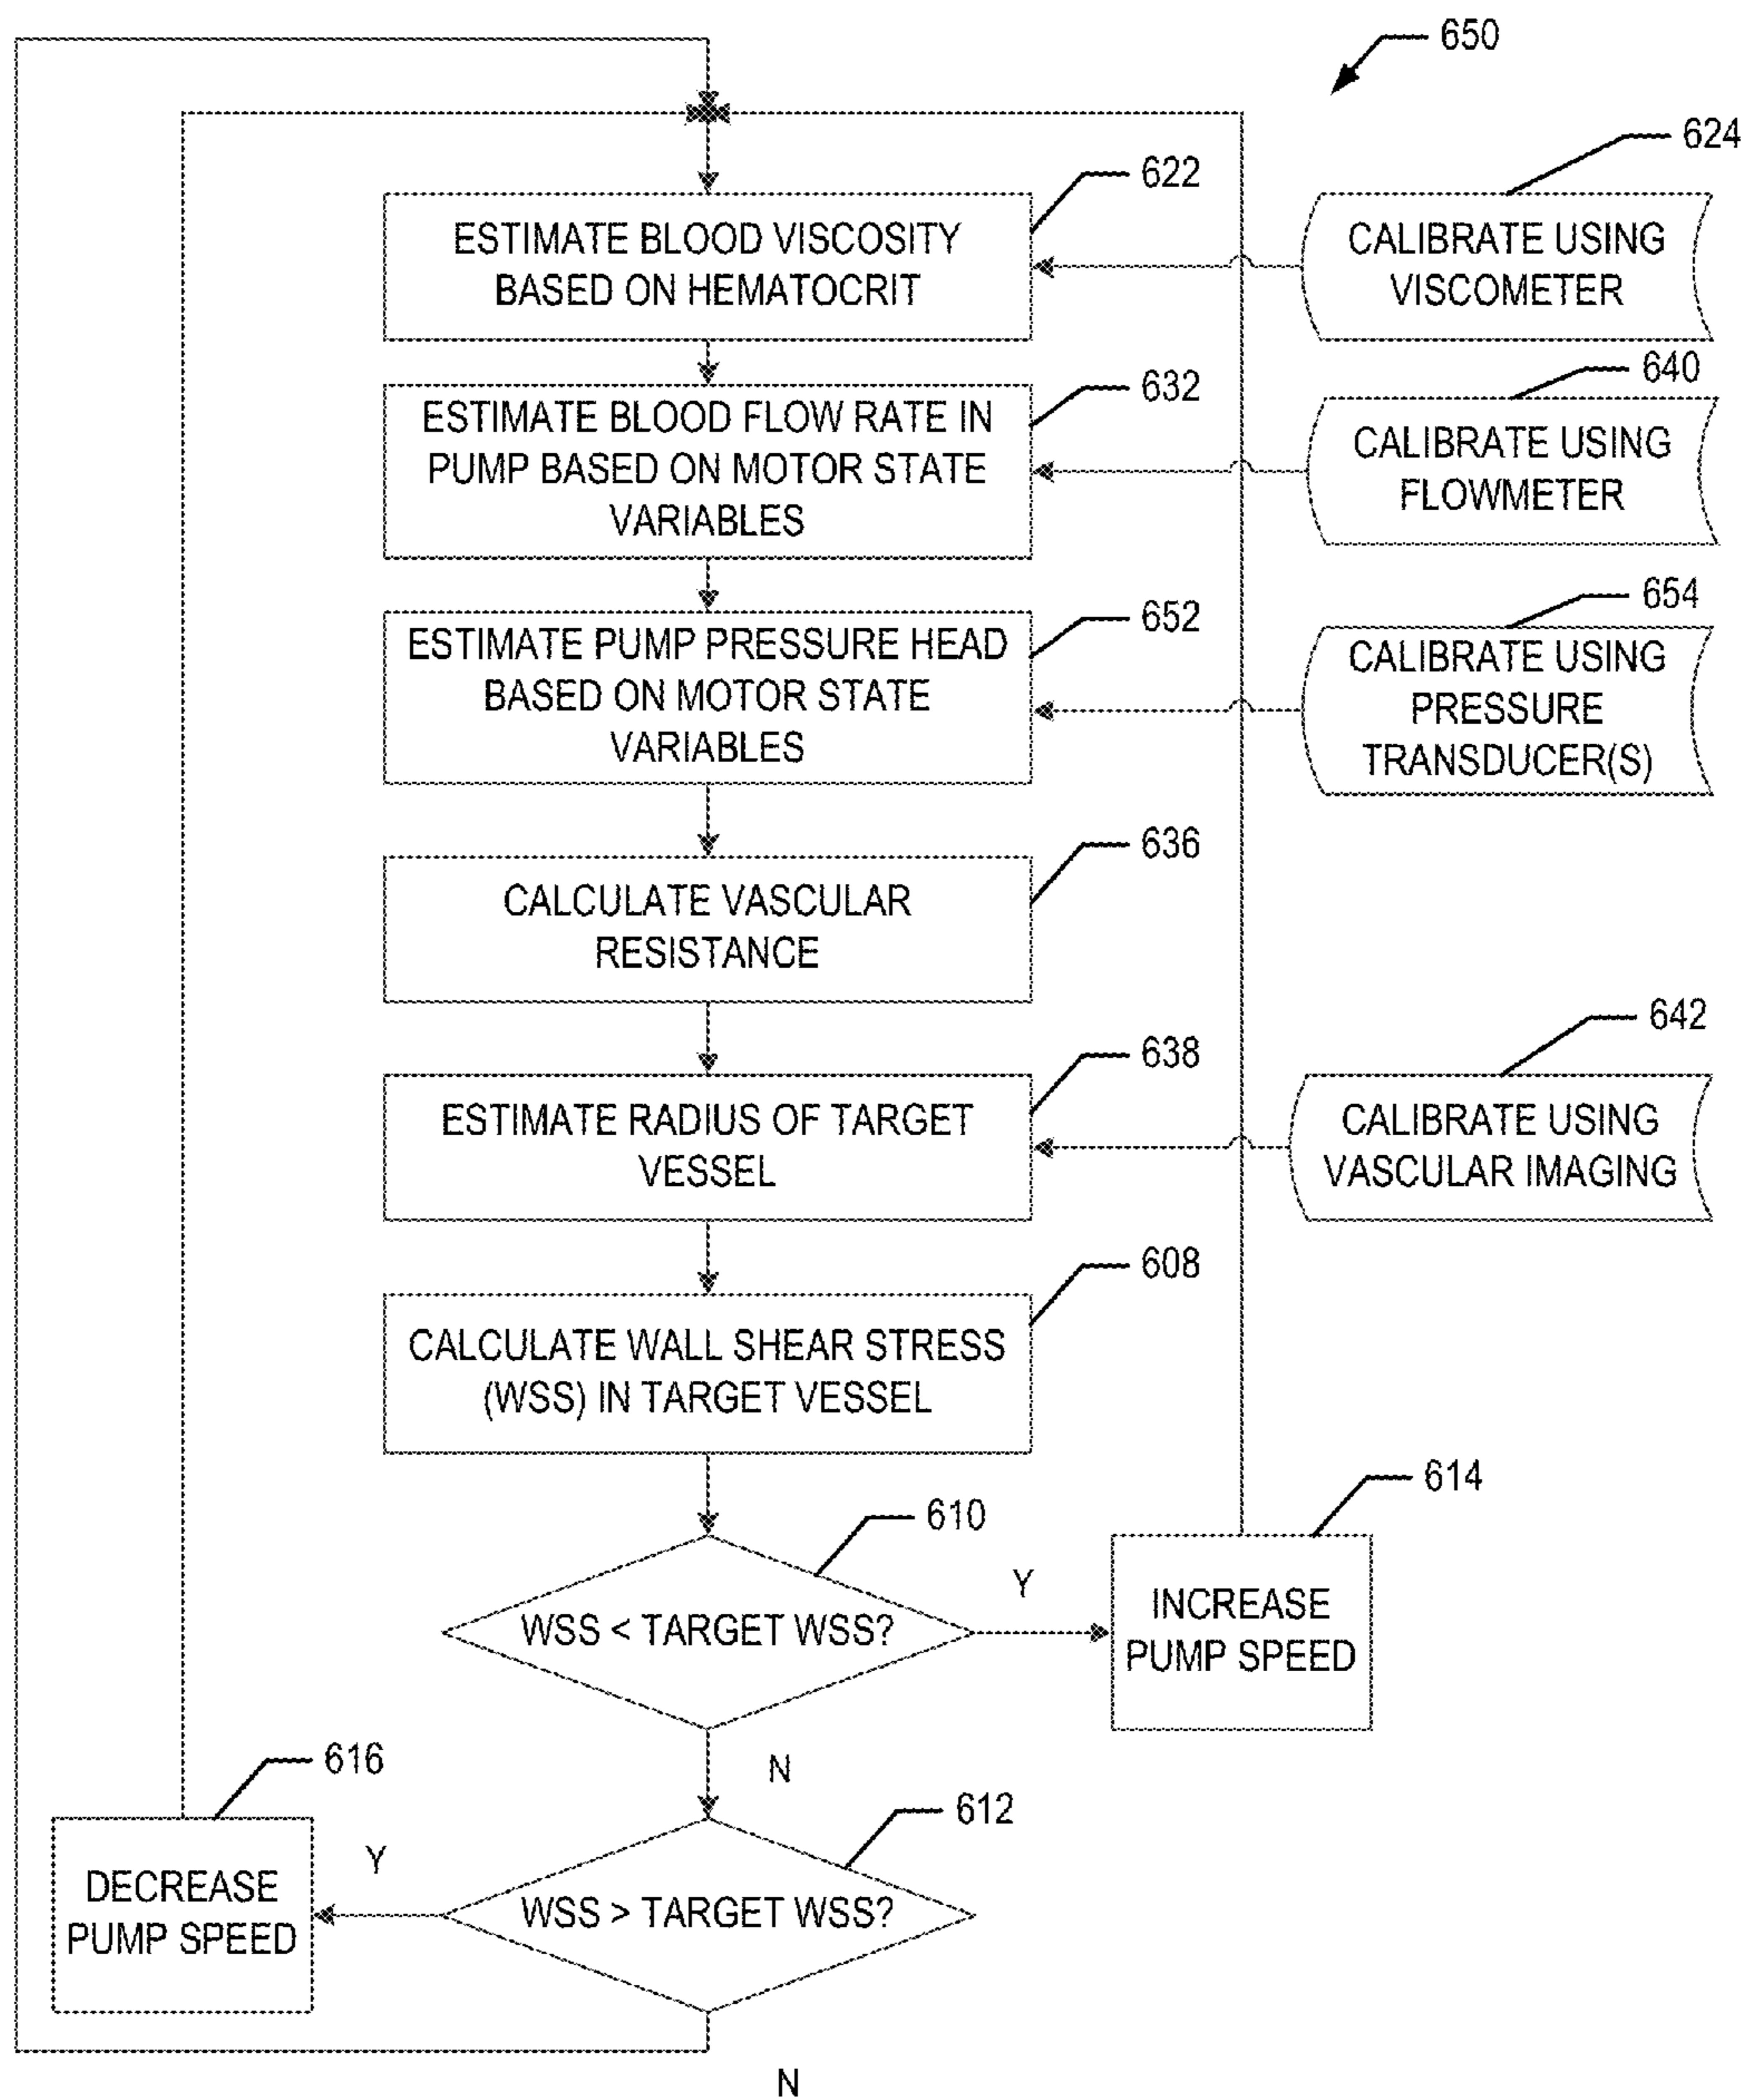 650
622
ESTIMATE BLOOD VISCOSITY
BASED ON HEMATOCRIT
624
CALIBRATE USING
VISCOMETER
632
ESTIMATE BLOOD FLOW RATE IN
PUMP BASED ON MOTOR STATE
VARIABLES
640
CALIBRATE USING
FLOWMETER
652
ESTIMATE PUMP PRESSURE HEAD
BASED ON MOTOR STATE
VARIABLES
654
CALIBRATE USING
PRESSURE
TRANSDUCER(S)
636
CALCULATE VASCULAR
RESISTANCE
638
ESTIMATE RADIUS OF TARGET
VESSEL
642
CALIBRATE USING
VASCULAR IMAGING
608
CALCULATE WALL SHEAR STRESS
(WSS) IN TARGET VESSEL
610
WSS < TARGET WSS?
Y
614
INCREASE
PUMP SPEED
N
612
WSS > TARGET WSS?
Y
616
DECREASE
PUMP SPEED
N